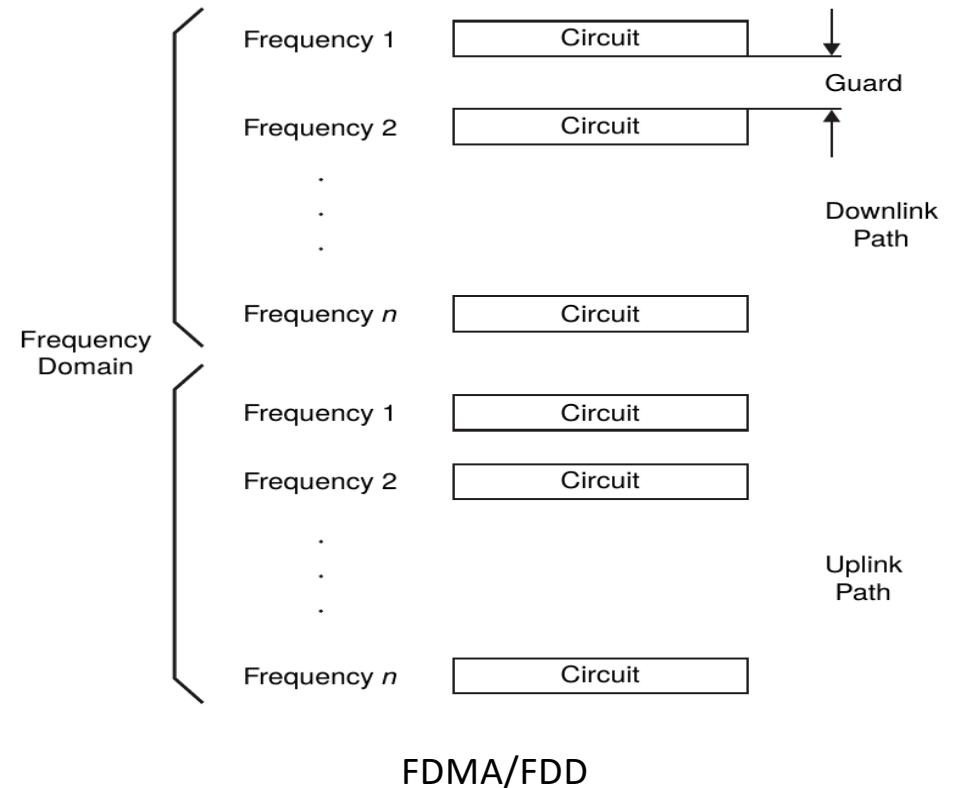 Frequency 1 Circuit
Guard
Frequency 2 Circuit
.
.
.
Downlink
Path
Frequency n Circuit
Frequency
Domain
Frequency 1 Circuit
Frequency 2 Circuit
.
.
.
Uplink
Path
Frequency n Circuit
FDMA/FDD